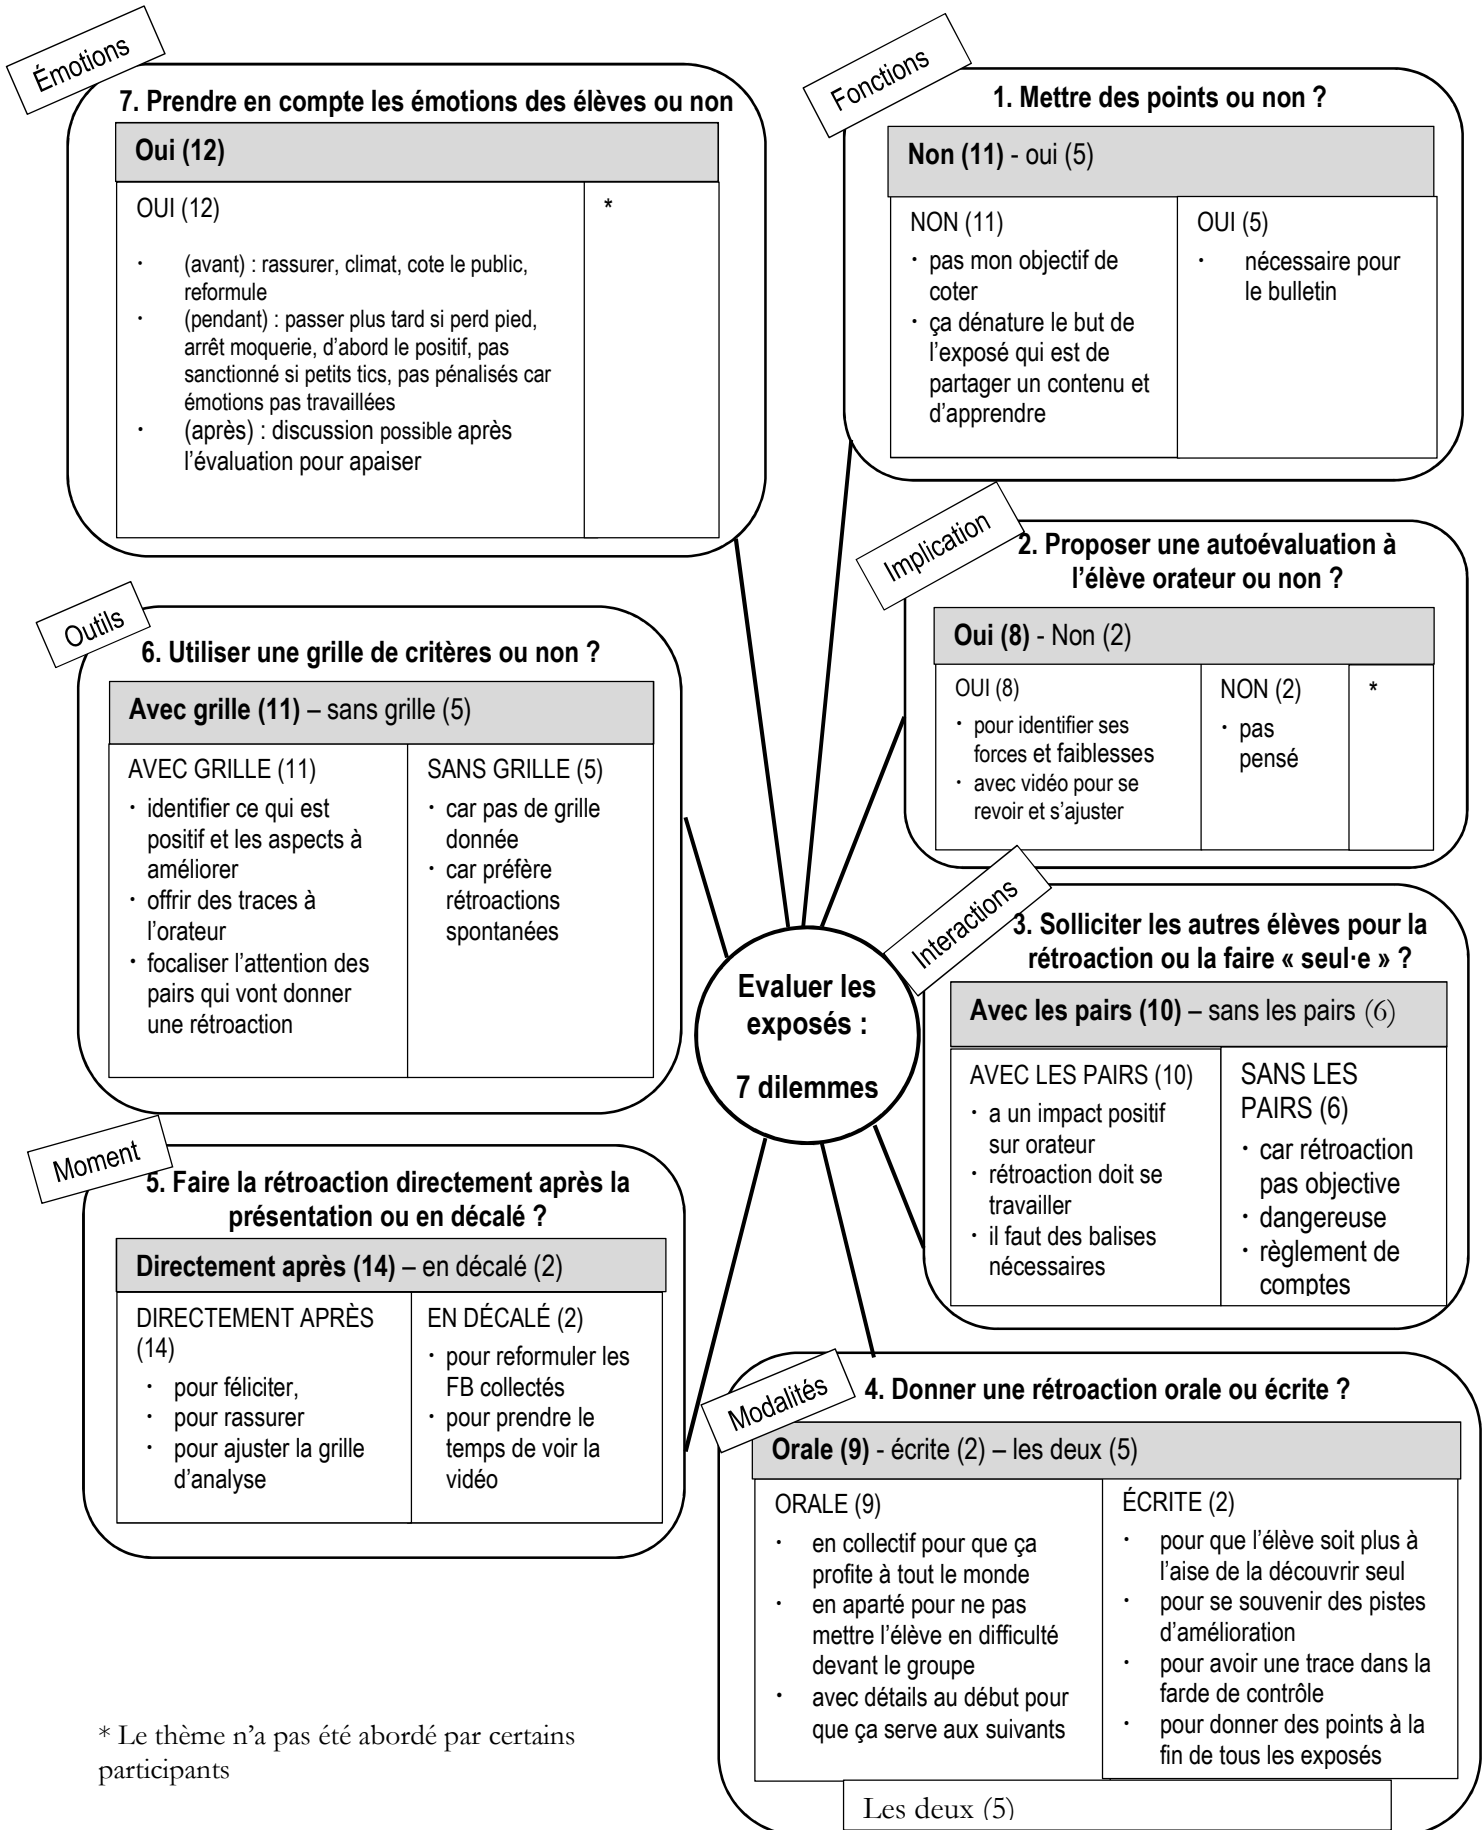 Émotions
7. Prendre en compte les émotions des élèves ou non
Oui (12)
OUI (12)
· (avant) : rassurer, climat, cote le public,
reformule
· (pendant) : passer plus tard si perd pied,
arrêt moquerie, d’abord le positif, pas
sanctionné si petits tics, pas pénalisés car
émotions pas travaillées
· (après) : discussion possible après
l’évaluation pour apaiser
*
Fonctions
1. Mettre des points ou non ?
Non (11) - oui (5)
NON (11)
· pas mon objectif de
coter
· ça dénature le but de
l’exposé qui est de
partager un contenu et
d’apprendre
OUI (5)
· nécessaire pour
le bulletin
Implication
2. Proposer une autoévaluation à
l’élève orateur ou non ?
Oui (8) - Non (2)
OUI (8)
· pour identifier ses
forces et faiblesses
· avec vidéo pour se
revoir et s’ajuster
NON (2)
· pas
pensé
*
Outils
6. Utiliser une grille de critères ou non ?
Avec grille (11) – sans grille (5)
AVEC GRILLE (11)
· identifier ce qui est
positif et les aspects à
améliorer
· offrir des traces à
l’orateur
· focaliser l’attention des
pairs qui vont donner
une rétroaction
SANS GRILLE (5)
· car pas de grille
donnée
· car préfère
rétroactions
spontanées
Evaluer les
exposés :
7 dilemmes
Interactions
3. Solliciter les autres élèves pour la
rétroaction ou la faire « seul·e » ?
Avec les pairs (10) – sans les pairs (6)
AVEC LES PAIRS (10)
· a un impact positif
sur orateur
· rétroaction doit se
travailler
· il faut des balises
nécessaires
SANS LES
PAIRS (6)
· car rétroaction
pas objective
· dangereuse
· règlement de
comptes
Moment
5. Faire la rétroaction directement après la
présentation ou en décalé ?
Directement après (14) – en décalé (2)
DIRECTEMENT APRÈS
(14)
· pour féliciter,
· pour rassurer
· pour ajuster la grille
d’analyse
EN DÉCALÉ (2)
· pour reformuler les
FB collectés
· pour prendre le
temps de voir la
vidéo
Modalités
4. Donner une rétroaction orale ou écrite ?
Orale (9) - écrite (2) – les deux (5)
ORALE (9)
· en collectif pour que ça
profite à tout le monde
· en aparté pour ne pas
mettre l’élève en difficulté
devant le groupe
· avec détails au début pour
que ça serve aux suivants
ÉCRITE (2)
· pour que l’élève soit plus à
l’aise de la découvrir seul
· pour se souvenir des pistes
d’amélioration
· pour avoir une trace dans la
farde de contrôle
· pour donner des points à la
fin de tous les exposés
Les deux (5)
* Le thème n’a pas été abordé par certains
participants